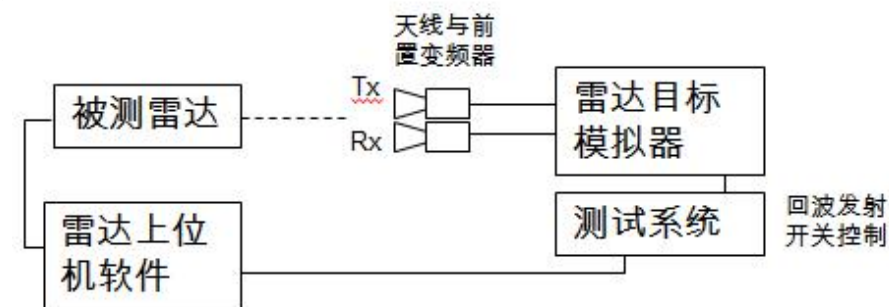 天线与前
置变频器
Tx
被测雷达
Rx
雷达目标
模拟器
雷达上位
机软件
测试系统
回波发射
开关控制